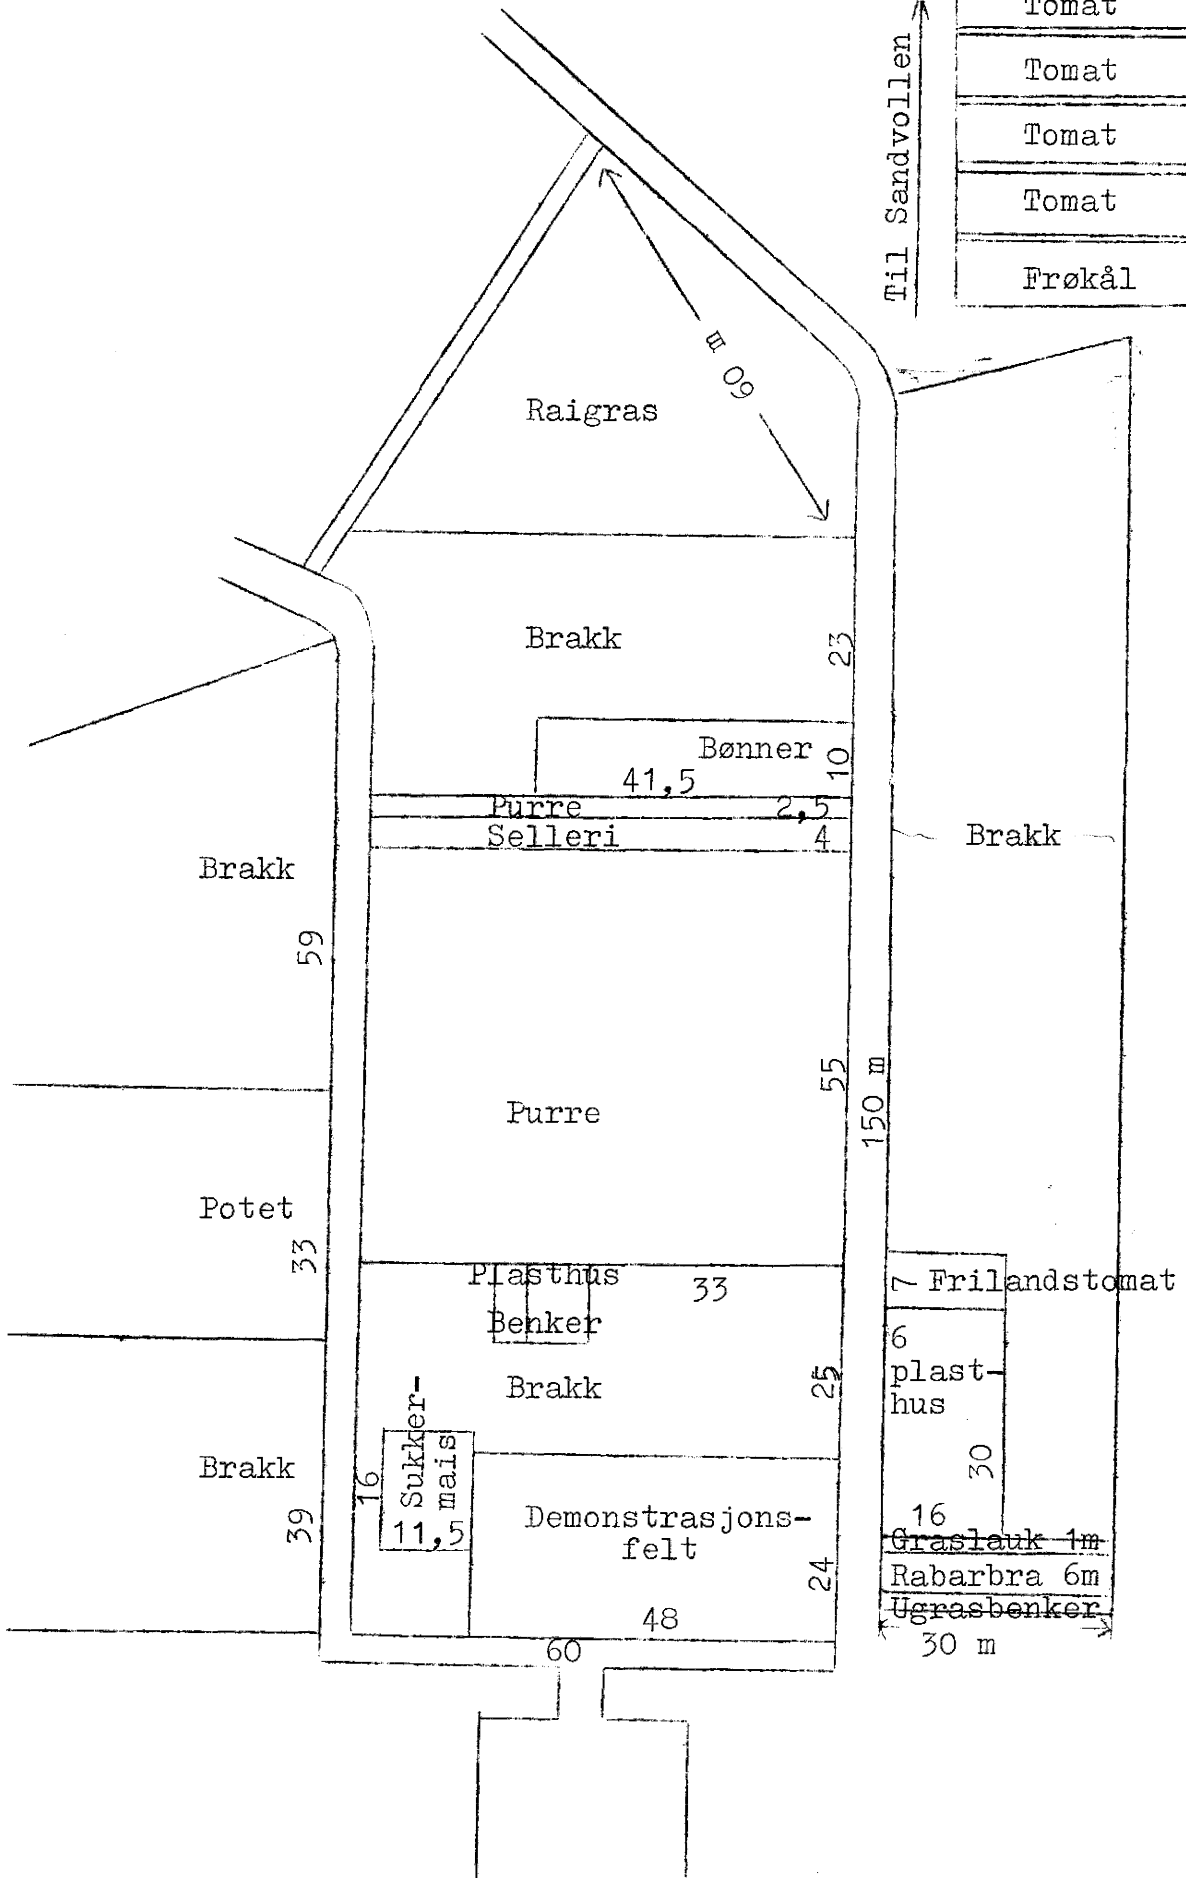 Tomat
Tomat
Tomat
Tomat
Frøkål
Til Sandvollen
60 m
Raigras
Brakk
23
Bønner
10
41,5
Purre 2,5
Selleri 4
Brakk
Brakk
59
55
150 m
Purre
Potet
33
Plasthus
33
Benker
Brakk
25
7 Frilandstomat
6
plast-
hus
30
16
Sukker-
mais
16
11,5
Brakk
39
Demonstrasjons-
felt
24
48
60
Graslauk 1m
Rabarbra 6m
Ugrasbenker
30 m